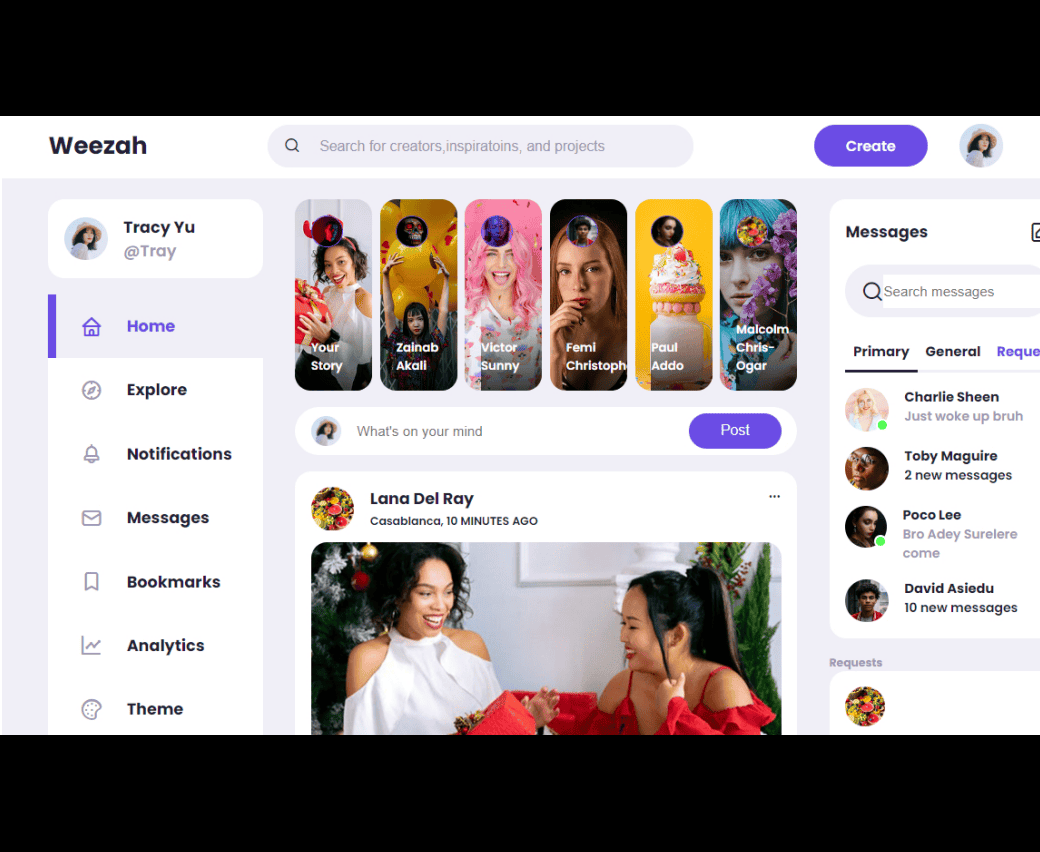 Weezah
Search for creators,inspiratoins, and projects
Create
Tracy Yu
@Tray
Home
Explore
Notifications
Messages
Bookmarks
Analytics
Theme
Your
Story
Zainab
Akali
Victor
Sunny
Femi
Christoph
Paul
Addo
Malcolm
Chris-
Ogar
What's on your mind
Post
Lana Del Ray
...
Casablanca, 10 MINUTES AGO
Messages
Search messages
Primary General Reque
Charlie Sheen
Just woke up bruh
Toby Maguire
2 new messages
Poco Lee
Bro Adey Surelere
come
David Asiedu
10 new messages
Requests